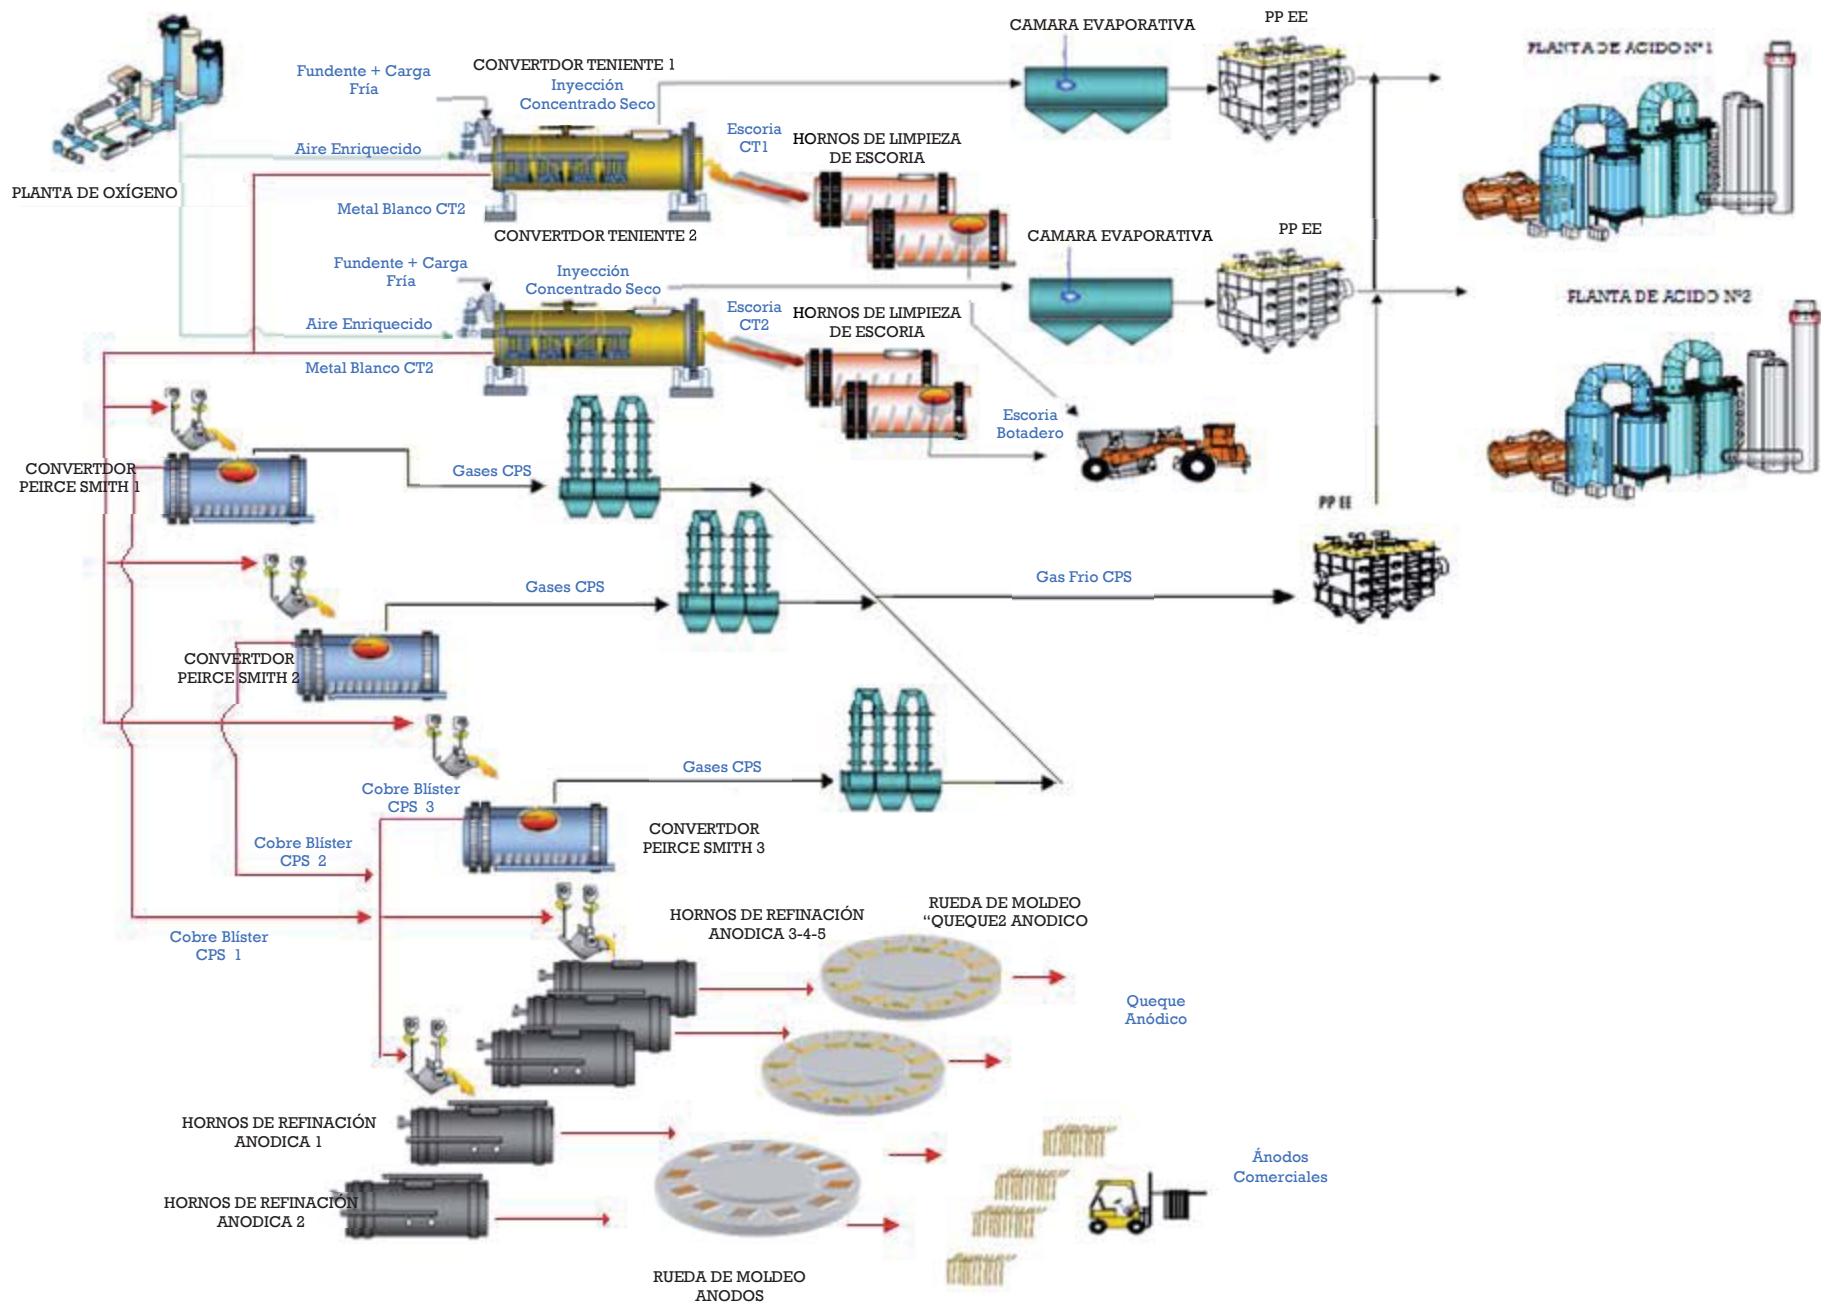 CAMARA EVAPORATIVA
PP EE
PLANTA DE ACIDO N°1
CONVERTDOR TENIENTE 1
Fundente + Carga
Fría
Inyección
Concentrado Seco
Aire Enriquecido
Escoria
CT1
HORNOS DE LIMPIEZA
DE ESCORIA
PLANTA DE OXÍGENO
Metal Blanco CT2
CONVERTDOR TENIENTE 2
CAMARA EVAPORATIVA
PP EE
Fundente + Carga
Fría
Inyección
Concentrado Seco
PLANTA DE ACIDO Nº2
Aire Enriquecido
Escoria
CT2
HORNOS DE LIMPIEZA
DE ESCORIA
Metal Blanco CT2
Escoria
Botadero
CONVERTDOR
PEIRCE SMITH 1
Gases CPS
PP EE
Gases CPS
Gas Frio CPS
CONVERTDOR
PEIRCE SMITH 2
Gases CPS
Cobre Blíster
CPS 3
CONVERTDOR
PEIRCE SMITH 3
Cobre Blíster
CPS 2
HORNOS DE REFINACIÓN
ANODICA 3-4-5
RUEDA DE MOLDEO
“QUEQUE2 ANODICO
Cobre Blíster
CPS 1
Queque
Anódico
HORNOS DE REFINACIÓN
ANODICA 1
Ánodos
Comerciales
HORNOS DE REFINACIÓN
ANODICA 2
RUEDA DE MOLDEO
ANODOS